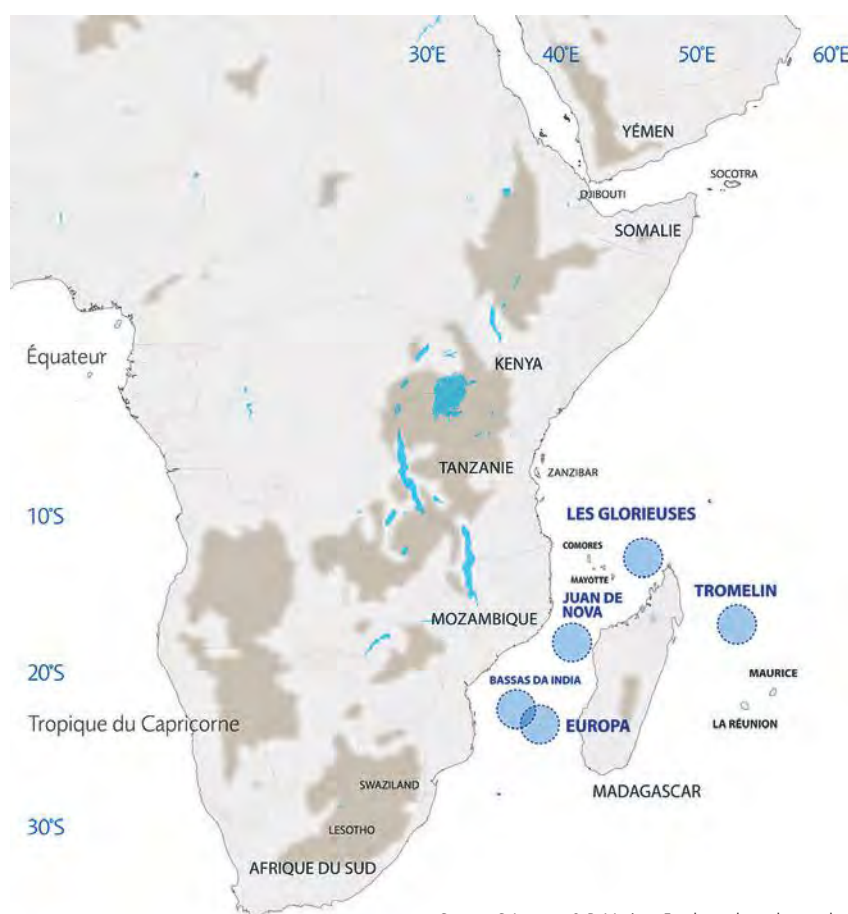 30°E 40°E 50°E 60°E
YÉMEN
SOCOTRA
DJIBOUTI
SOMALIE
Équateur
KENYA
TANZANIE
ZANZIBAR
10°S
LES GLORIEUSES
COMORES
MAYOTTE
TROMELIN
JUAN DE
NOVA
MOZAMBIQUE
20°S
MAURICE
BASSAS DA INDIA
Tropique du Capricorne
EUROPA
LA RÉUNION
SWAZILAND
MADAGASCAR
30°S
LESOTHO
AFRIQUE DU SUD